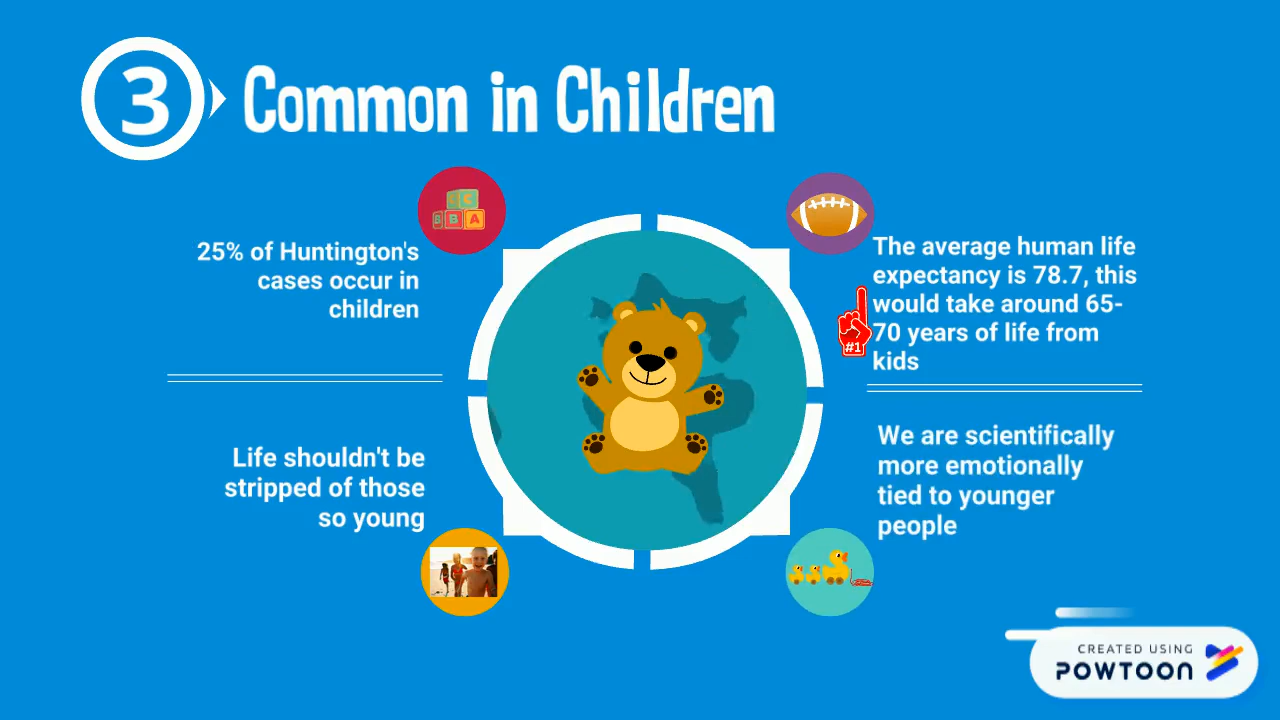 3
Common in Children
25% of Huntington's
cases occur in
children
The average human life
expectancy is 78.7, this
would take around 65-
70 years of life from
kids
#1
Life shouldn't be
stripped of those
so young
We are scientifically
more emotionally
tied to younger
people
C
B B A
CREATED USING
POWTOON